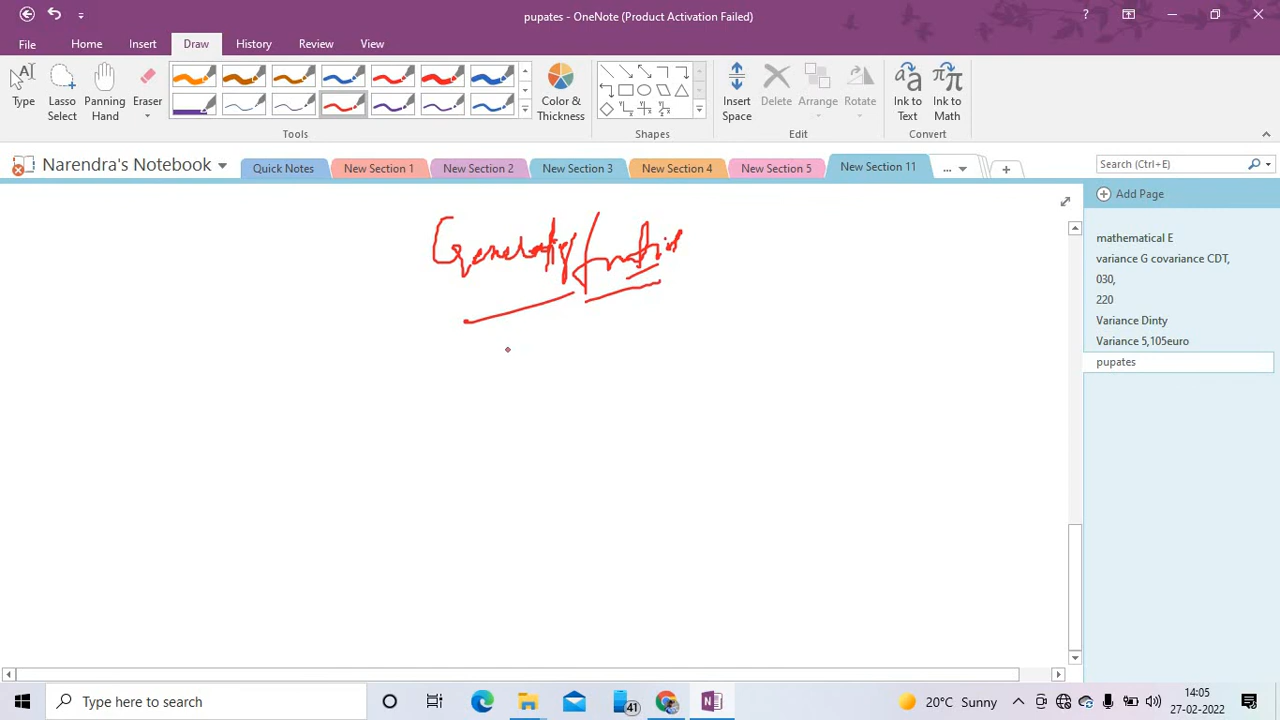 pupates - OneNote (Product Activation Failed)
?
File Home Insert Draw History Review View
Type
Lasso Select
Panning Hand
Eraser
Color & Thickness
Insert Space
Delete
Arrange
Rotate
Ink to Text
Ink to Math
Tools
Shapes
Edit
Convert
Narendra's Notebook
Quick Notes New Section 1 New Section 2 New Section 3 New Section 4 New Section 5 New Section 11 ...
Search (Ctrl+E)
Add Page
mathematical E
variance G covariance CDT,
030,
220
Variance Dinty
Variance 5,105euro
pupates
Generating function
Type here to search
41
20°C Sunny
14:05
27-02-2022